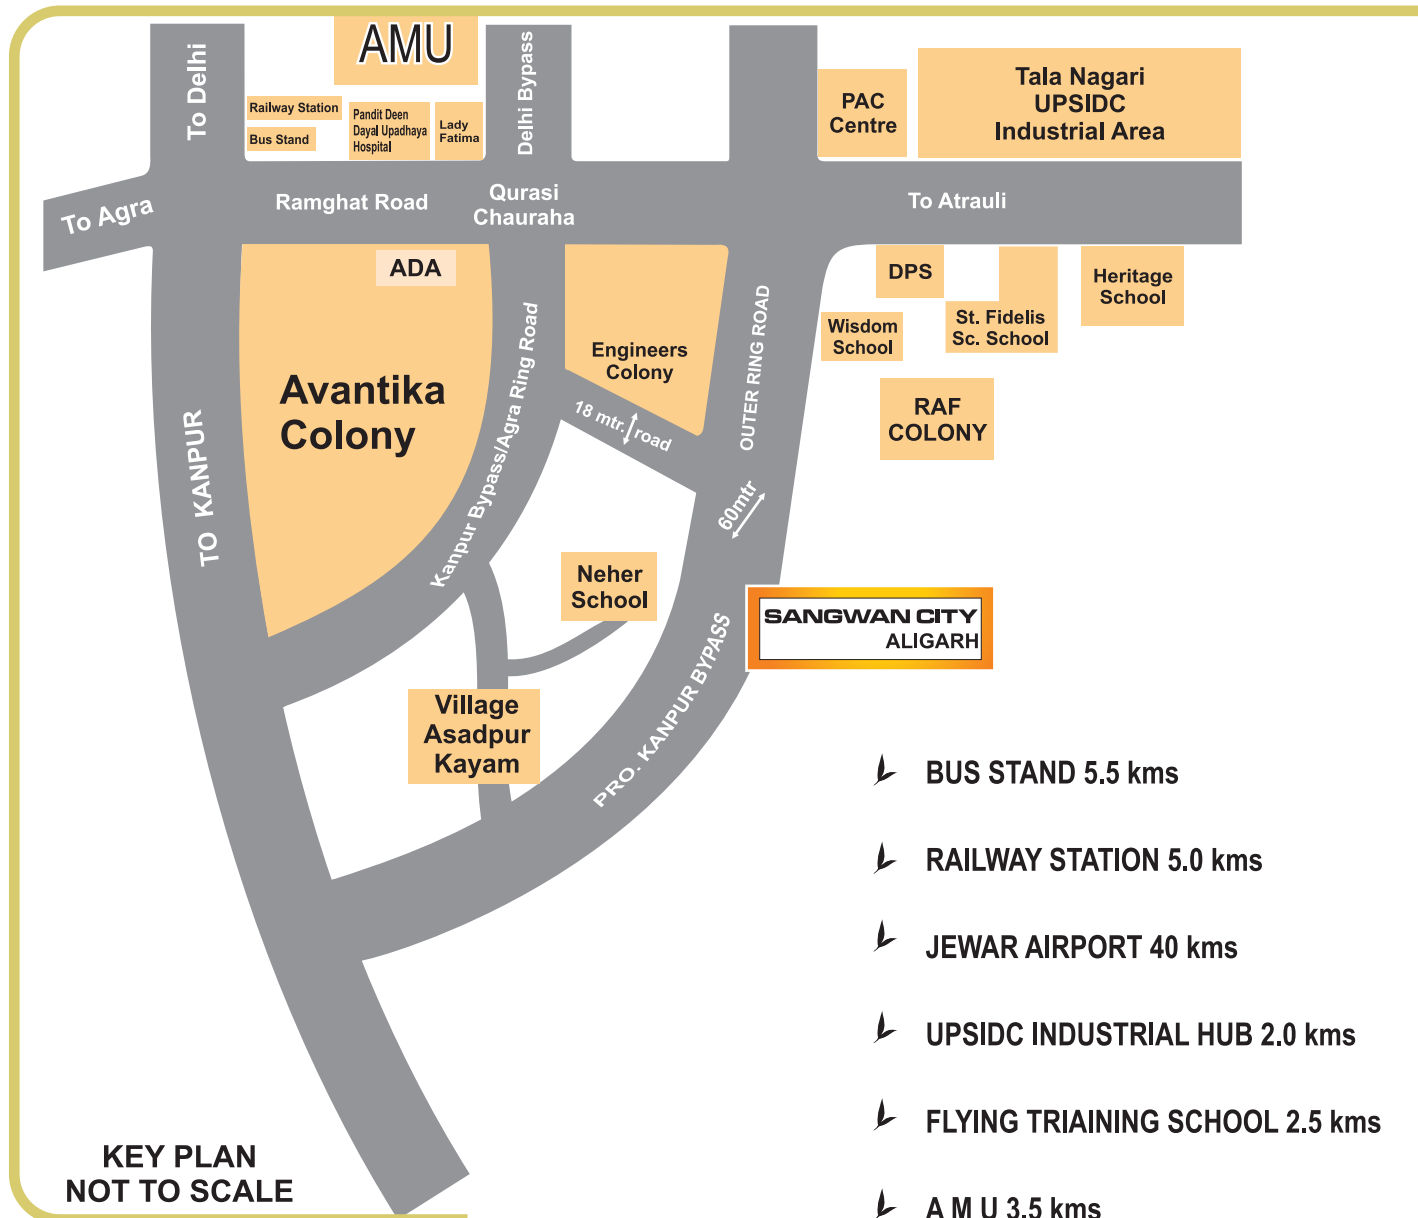 AMU
To Delhi
Delhi Bypass
Railway Station
Bus Stand
Pandit Deen
Dayal Upadhaya
Hospital
Lady
Fatima
PAC
Centre
Tala Nagari
UPSIDC
Industrial Area
To Agra
Ramghat Road
Qurasi
Chauraha
To Atrauli
ADA
Avantika
Colony
Engineers
Colony
DPS
Wisdom
School
St. Fidelis
Sc. School
Heritage
School
RAF
COLONY
TO KANPUR
Kanpur Bypass/Agra Ring Road
18 mtr. road
OUTER RING ROAD
60mtr
Neher
School
SANGWAN CITY
ALIGARH
Village
Asadpur
Kayam
PRO. KANPUR BYPASS
BUS STAND 5.5 kms
RAILWAY STATION 5.0 kms
JEWAR AIRPORT 40 kms
UPSIDC INDUSTRIAL HUB 2.0 kms
FLYING TRIAINING SCHOOL 2.5 kms
A M U 3.5 kms
KEY PLAN
NOT TO SCALE